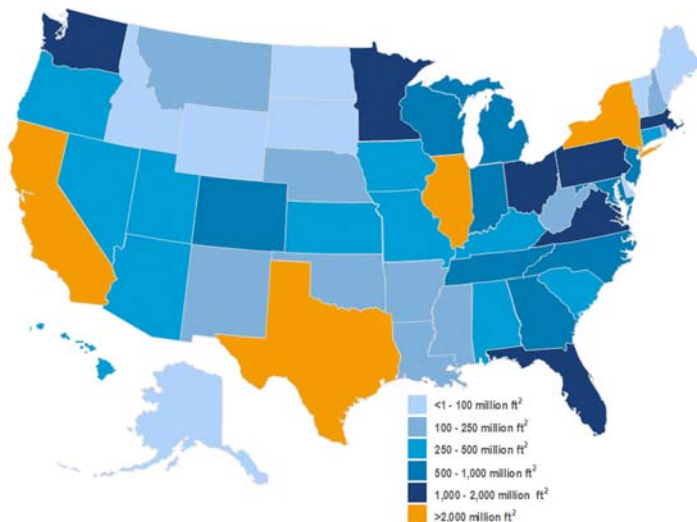 <1 - 100 million ft²
100 - 250 million ft²
250 - 500 million ft²
500 - 1,000 million ft²
1,000 - 2,000 million ft²
>2,000 million ft²